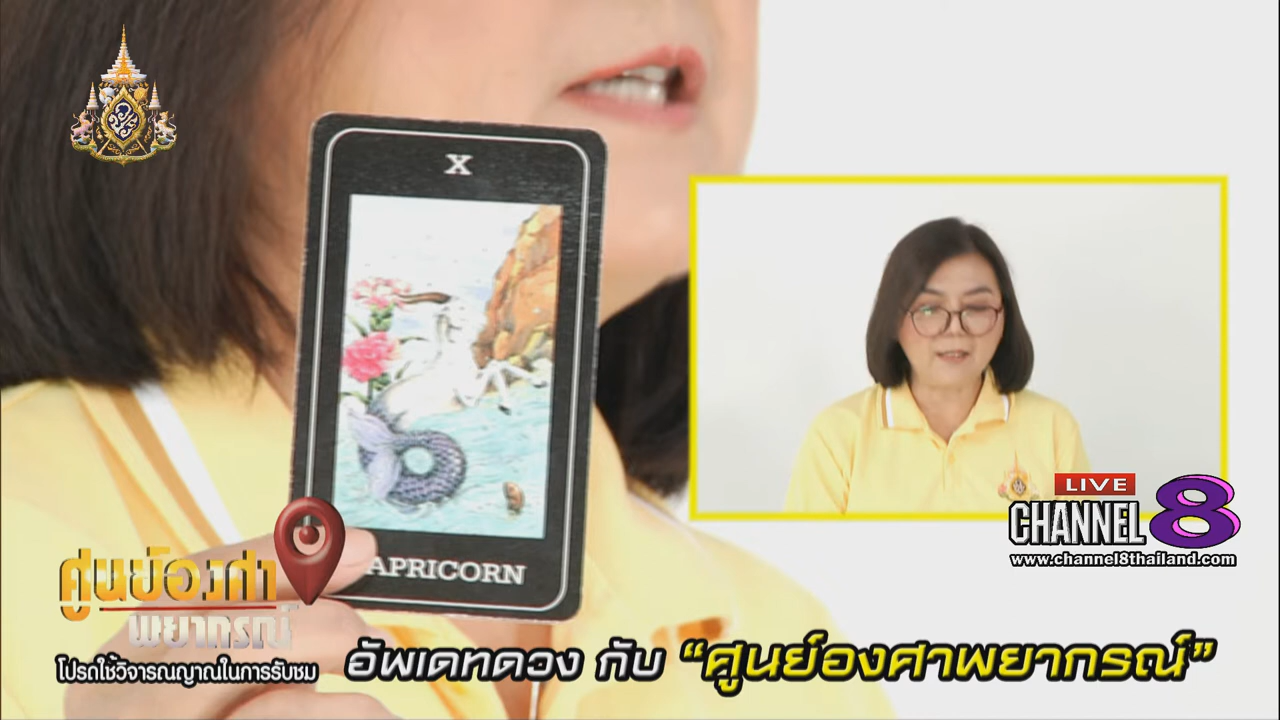 X
APRICORN
LIVE
CHANNEL 8
www.channel8thailand.com
ศูนย์องศา
พยากรณ์
โปรดใช้วิจารณญาณในการรับชม
อัพเดทดวง กับ “ศูนย์องศาพยากรณ์”